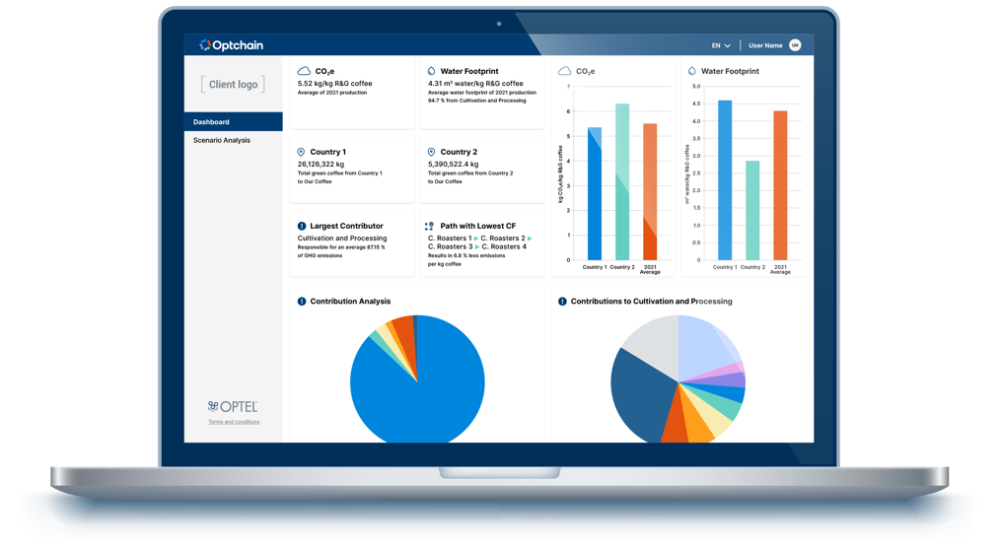 Optchain
EN
User Name
UN
[ Client logo ]
Dashboard
Scenario Analysis
OPTEL
Terms and conditions
CO₂e
5.52 kg/kg R&G coffee
Average of 2021 production
Water Footprint
4.31 m³ water/kg R&G coffee
Average water footprint of 2021 production
94.7 % from Cultivation and Processing
Country 1
26,126,322 kg
Total green coffee from Country 1
to Our Coffee
Country 2
5,390,522.4 kg
Total green coffee from Country 2
to Our Coffee
Largest Contributor
Cultivation and Processing
Responsible for an average 87.15 %
of GHG emissions
Path with Lowest CF
C. Roasters 1 ▶ C. Roasters 2 ▶
C. Roasters 3 ▶ C. Roasters 4
Results in 6.8 % less emissions
per kg coffee
CO₂e
kg CO₂e/kg R&G coffee
7
6
5
4
3
2
1
0
Country 1 Country 2 2021
Average
Water Footprint
m³ water/kg R&G coffee
5.0
4.5
4.0
3.5
3.0
2.5
2.0
1.5
1.0
0.5
0
Country 1 Country 2 2021
Average
Contribution Analysis
Contributions to Cultivation and Processing